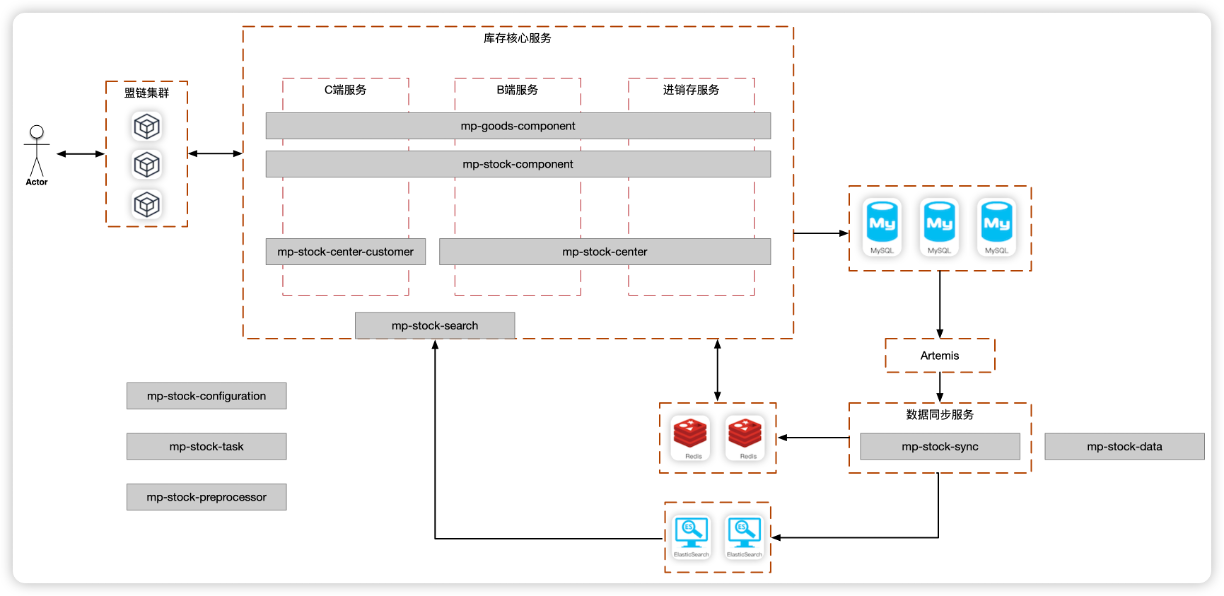 库存核心服务
盟链集群
C端服务
B端服务
进销存服务
mp-goods-component
mp-stock-component
Actor
mp-stock-center-customer
mp-stock-center
My
My
My
MySQL
MySQL
MySQL
mp-stock-search
Artemis
mp-stock-configuration
数据同步服务
mp-stock-task
mp-stock-sync
mp-stock-data
Redis
Redis
mp-stock-preprocessor
ES
ES
ElasticSearch
ElasticSearch